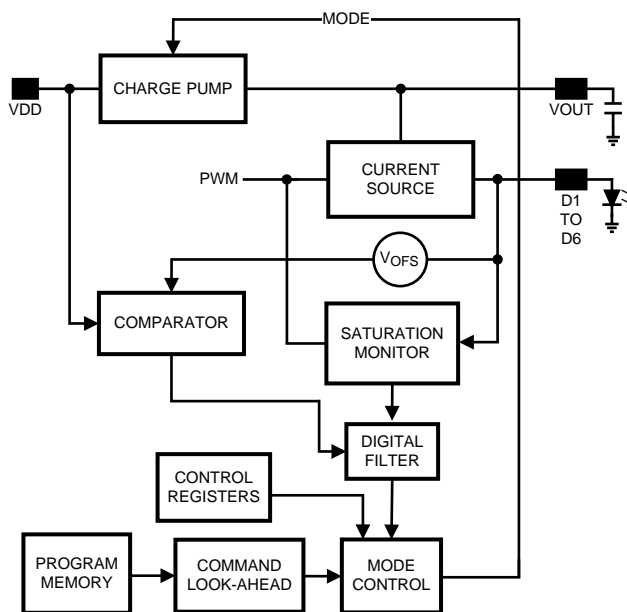 MODE
CHARGE PUMP
VDD
VOUT
PWM
CURRENT
SOURCE
D1
TO
D6
VOFS
COMPARATOR
SATURATION
MONITOR
DIGITAL
FILTER
CONTROL
REGISTERS
PROGRAM
MEMORY
COMMAND
LOOK-AHEAD
MODE
CONTROL